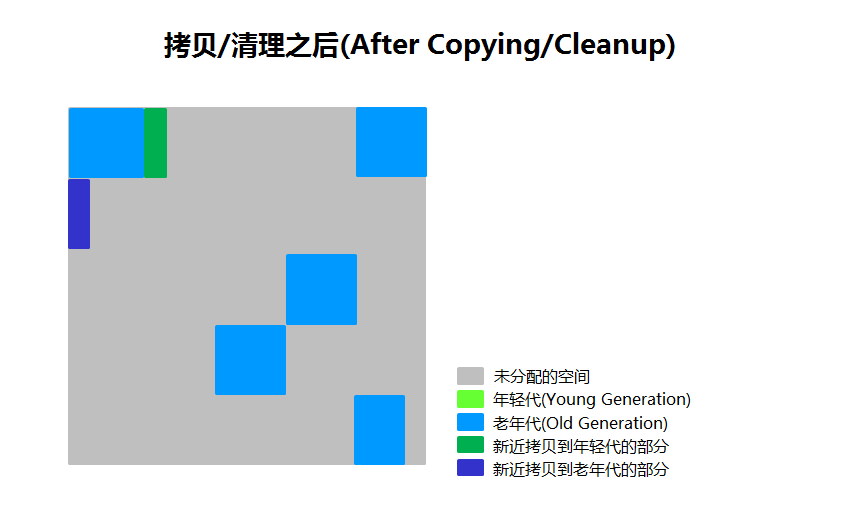 拷贝/清理之后(After Copying/Cleanup)
未分配的空间
年轻代(Young Generation)
老年代(Old Generation)
新近拷贝到年轻代的部分
新近拷贝到老年代的部分